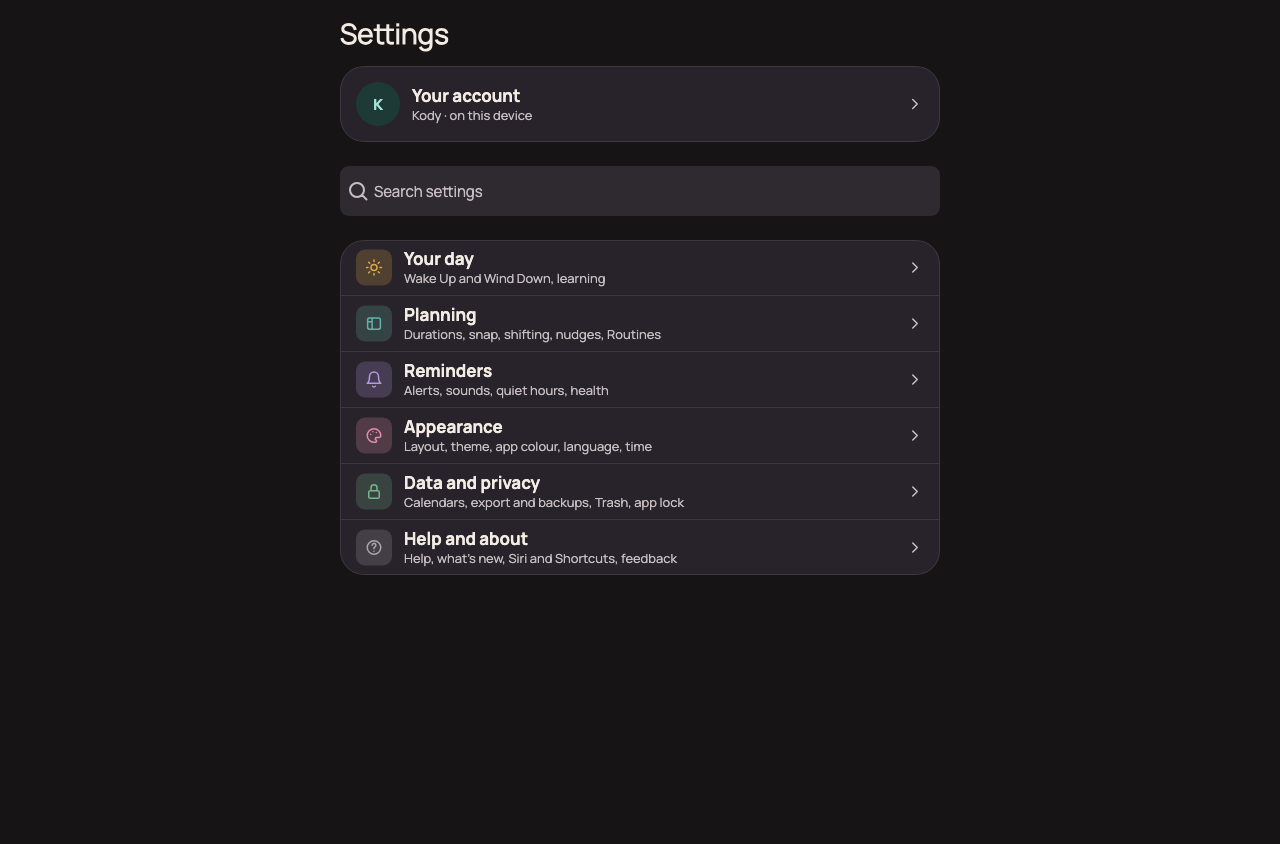 Settings
K
Your account
Kody · on this device
Search settings
Your day
Wake Up and Wind Down, learning
Planning
Durations, snap, shifting, nudges, Routines
Reminders
Alerts, sounds, quiet hours, health
Appearance
Layout, theme, app colour, language, time
Data and privacy
Calendars, export and backups, Trash, app lock
Help and about
Help, what's new, Siri and Shortcuts, feedback